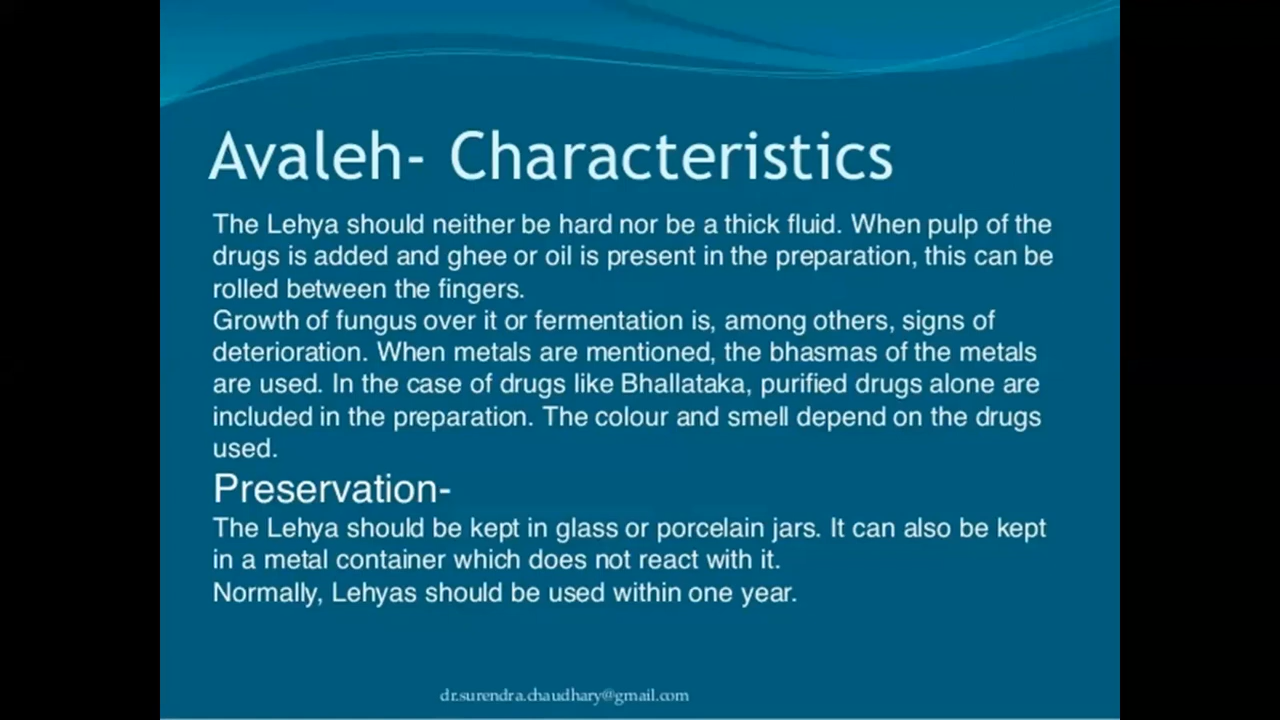 Avaleh- Characteristics
The Lehya should neither be hard nor be a thick fluid. When pulp of the
drugs is added and ghee or oil is present in the preparation, this can be
rolled between the fingers.
Growth of fungus over it or fermentation is, among others, signs of
deterioration. When metals are mentioned, the bhasmas of the metals
are used. In the case of drugs like Bhallataka, purified drugs alone are
included in the preparation. The colour and smell depend on the drugs
used.
Preservation-
The Lehya should be kept in glass or porcelain jars. It can also be kept
in a metal container which does not react with it.
Normally, Lehyas should be used within one year.
dr.surendra.chaudhary@gmail.com